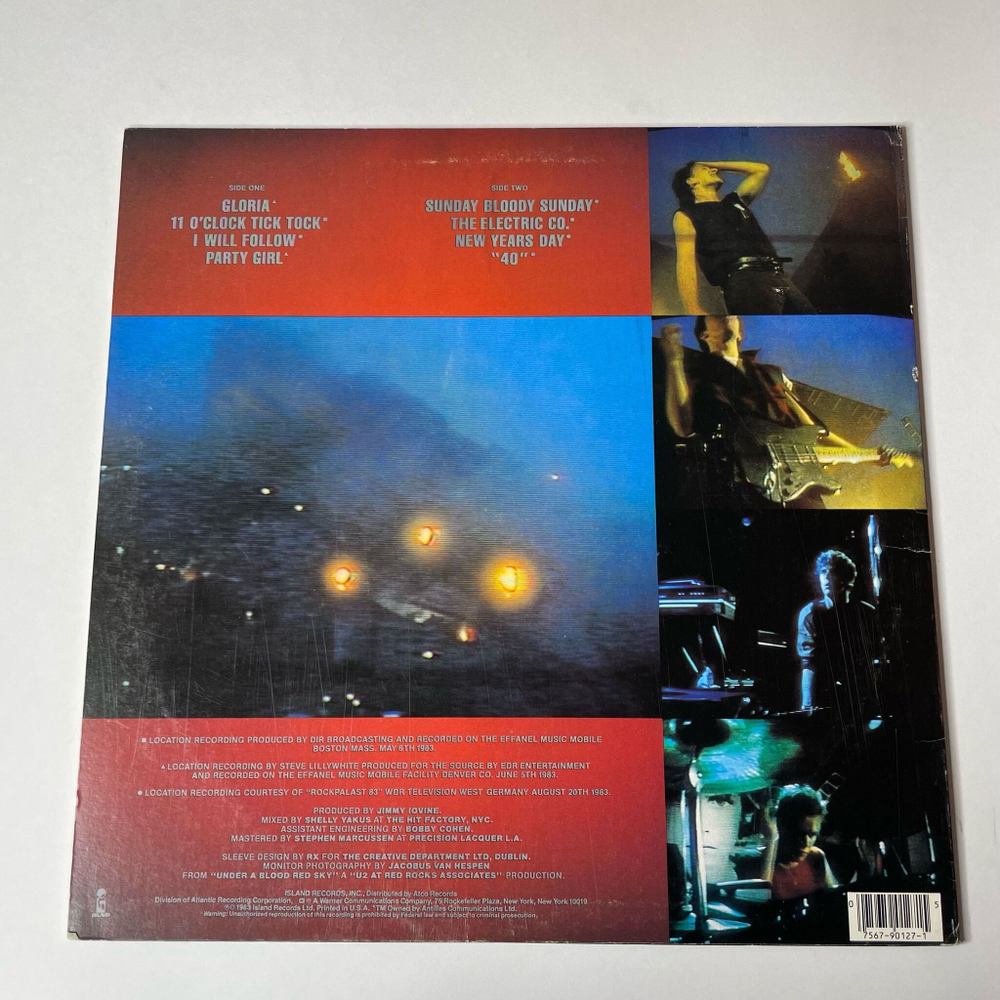 SIDE ONE
GLORIA▲
11 O'CLOCK TICK TOCK■
I WILL FOLLOW●
PARTY GIRL▲
SIDE TWO
SUNDAY BLOODY SUNDAY●
THE ELECTRIC CO.●
NEW YEARS DAY●
"40"●
■ LOCATION RECORDING PRODUCED BY DIR BROADCASTING AND RECORDED ON THE EFFANEL MUSIC MOBILE
BOSTON MASS. MAY 6TH 1983.
▲ LOCATION RECORDING BY STEVE LILLYWHITE PRODUCED FOR THE SOURCE BY EDR ENTERTAINMENT
AND RECORDED ON THE EFFANEL MUSIC MOBILE FACILITY DENVER CO. JUNE 5TH 1983.
● LOCATION RECORDING COURTESY OF "ROCKPALAST 83" WDR TELEVISION WEST GERMANY AUGUST 20TH 1983.
PRODUCED BY JIMMY IOVINE.
MIXED BY SHELLY YAKUS AT THE HIT FACTORY, NYC.
ASSISTANT ENGINEERING BY BOBBY COHEN.
MASTERED BY STEPHEN MARCUSSEN AT PRECISION LACQUER L.A.
SLEEVE DESIGN BY RX FOR THE CREATIVE DEPARTMENT LTD, DUBLIN.
MONITOR PHOTOGRAPHY BY JACOBUS VAN HESPEN
FROM "UNDER A BLOOD RED SKY" A "U2 AT RED ROCKS ASSOCIATES" PRODUCTION.
ISLAND RECORDS, INC., Distributed by Atco Records
Division of Atlantic Recording Corporation, A Warner Communications Company, 75 Rockefeller Plaza, New York, New York 10019
℗© 1983 Island Records Ltd. Printed in U.S.A. *TM Owned by Antilles Communications Ltd.
Warning: Unauthorized reproduction of this recording is prohibited by Federal law and subject to criminal prosecution.
ISLAND
0 5
7567-90127-1